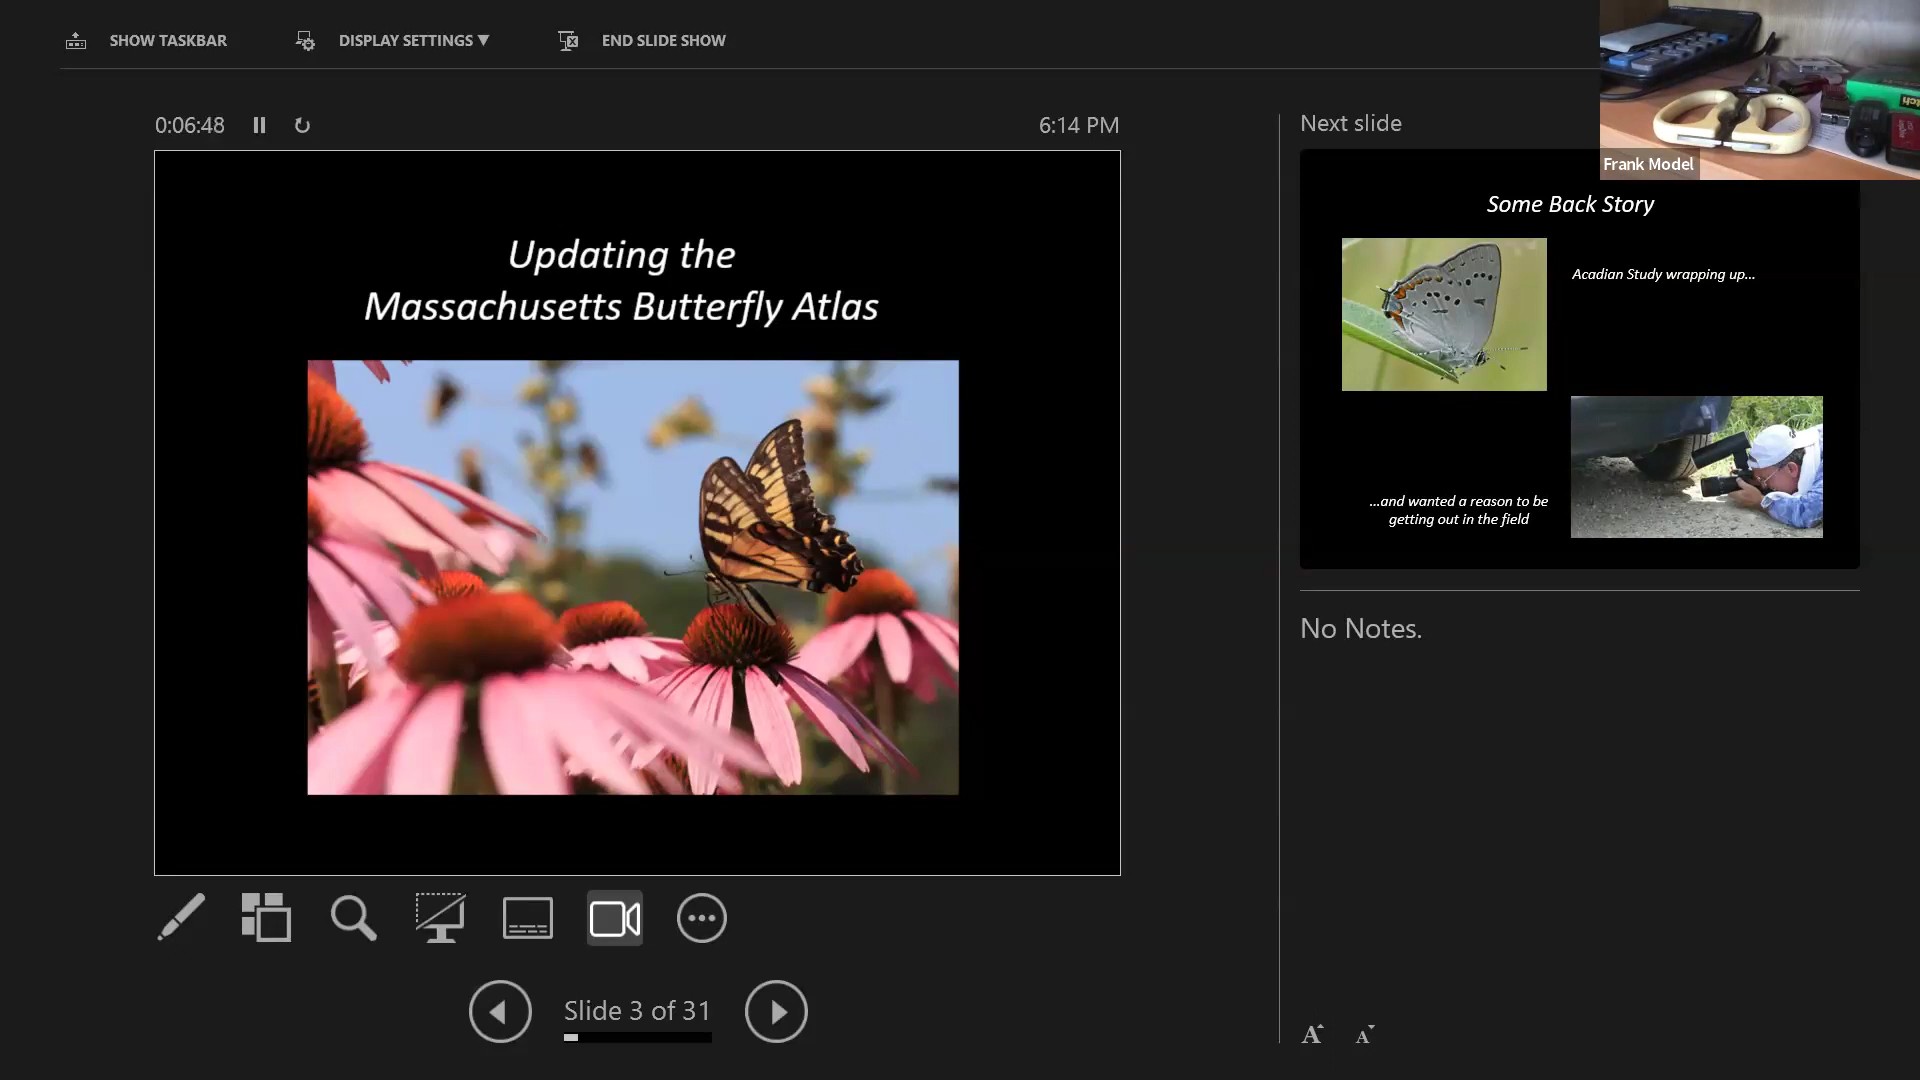 SHOW TASKBAR
DISPLAY SETTINGS ▼
END SLIDE SHOW
0:06:48
6:14 PM
Updating the
Massachusetts Butterfly Atlas
Slide 3 of 31
Next slide
Frank Model
Some Back Story
Acadian Study wrapping up...
...and wanted a reason to be
getting out in the field
No Notes.
A
A